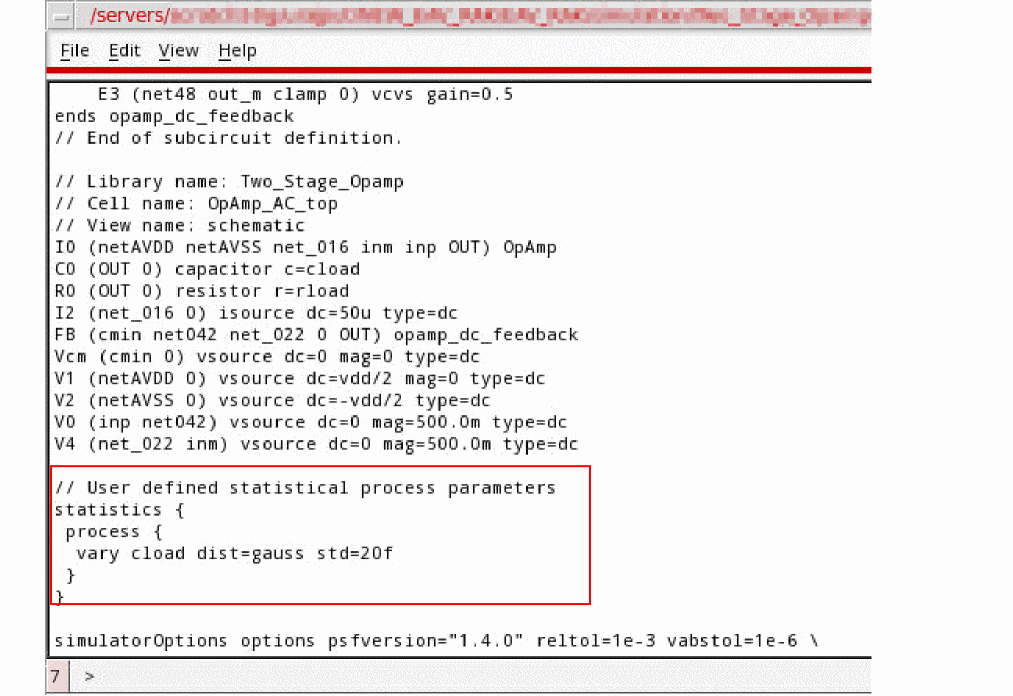 /servers/
File Edit View Help
E3 (net48 out_m clamp 0) vcvs gain=0.5
ends opamp_dc_feedback
// End of subcircuit definition.
// Library name: Two_Stage_Opamp
// Cell name: OpAmp_AC_top
// View name: schematic
I0 (netAVDD netAVSS net_016 inm inp OUT) OpAmp
C0 (OUT 0) capacitor c=cload
R0 (OUT 0) resistor r=rload
I2 (net_016 0) isource dc=50u type=dc
FB (cmin net042 net_022 0 OUT) opamp_dc_feedback
Vcm (cmin 0) vsource dc=0 mag=0 type=dc
V1 (netAVDD 0) vsource dc=vdd/2 mag=0 type=dc
V2 (netAVSS 0) vsource dc=-vdd/2 type=dc
V0 (inp net042) vsource dc=0 mag=500.0m type=dc
V4 (net_022 inm) vsource dc=0 mag=500.0m type=dc
// User defined statistical process parameters
statistics {
process {
vary cload dist=gauss std=20f
}
}
simulatorOptions options psfversion="1.4.0" reltol=1e-3 vabstol=1e-6 \
7 >